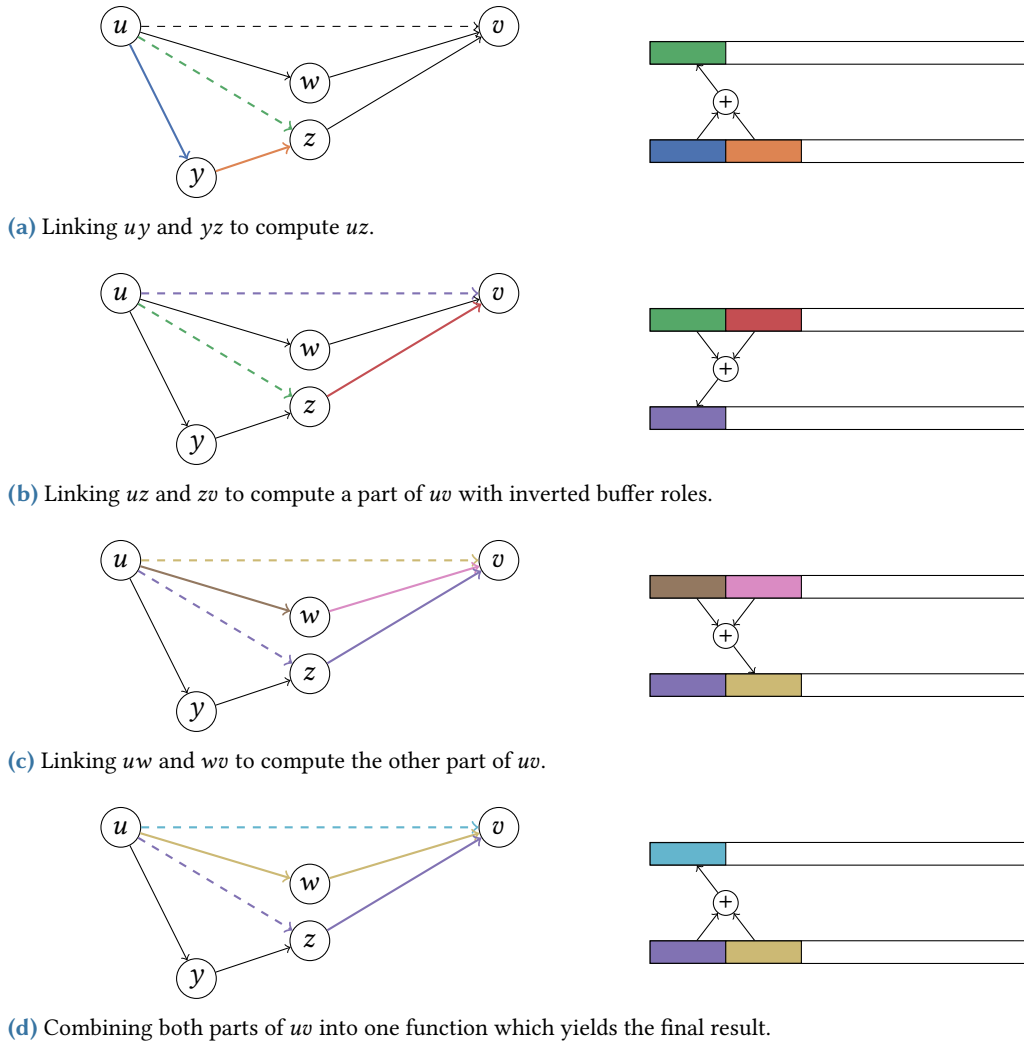 u
v
w
z
y
+
(a) Linking uy and yz to compute uz.
u
v
w
z
y
+
(b) Linking uz and zv to compute a part of uv with inverted buffer roles.
u
v
w
z
y
+
(c) Linking uw and wv to compute the other part of uv.
u
v
w
z
y
+
(d) Combining both parts of uv into one function which yields the final result.